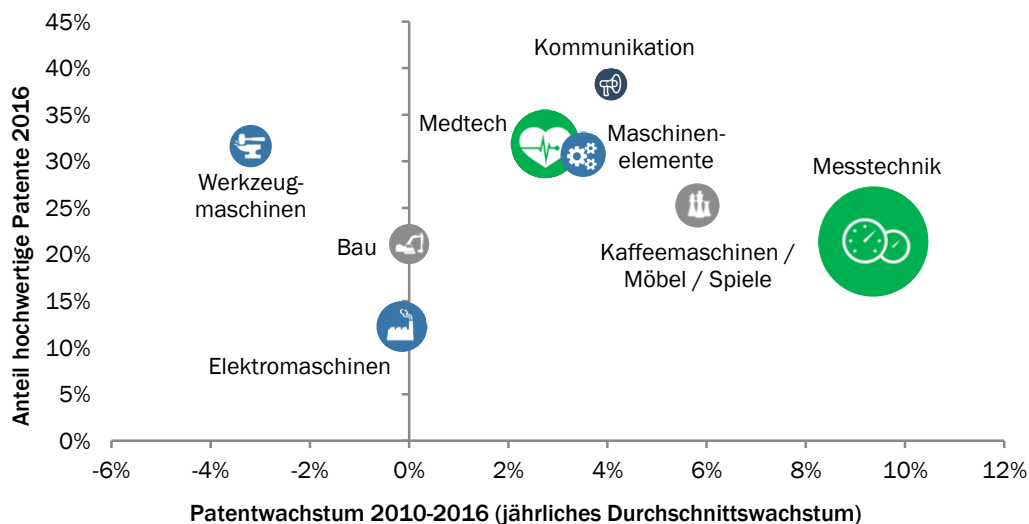 45%
40%
35%
30%
25%
20%
15%
10%
5%
0%
Anteil hochwertige Patente 2016
Kommunikation
Medtech
Maschinen-
elemente
Messtechnik
Werkzeug-
maschinen
Bau
Kaffeemaschinen /
Möbel / Spiele
Elektromaschinen
-6% -4% -2% 0% 2% 4% 6% 8% 10% 12%
Patentwachstum 2010-2016 (jährliches Durchschnittswachstum)